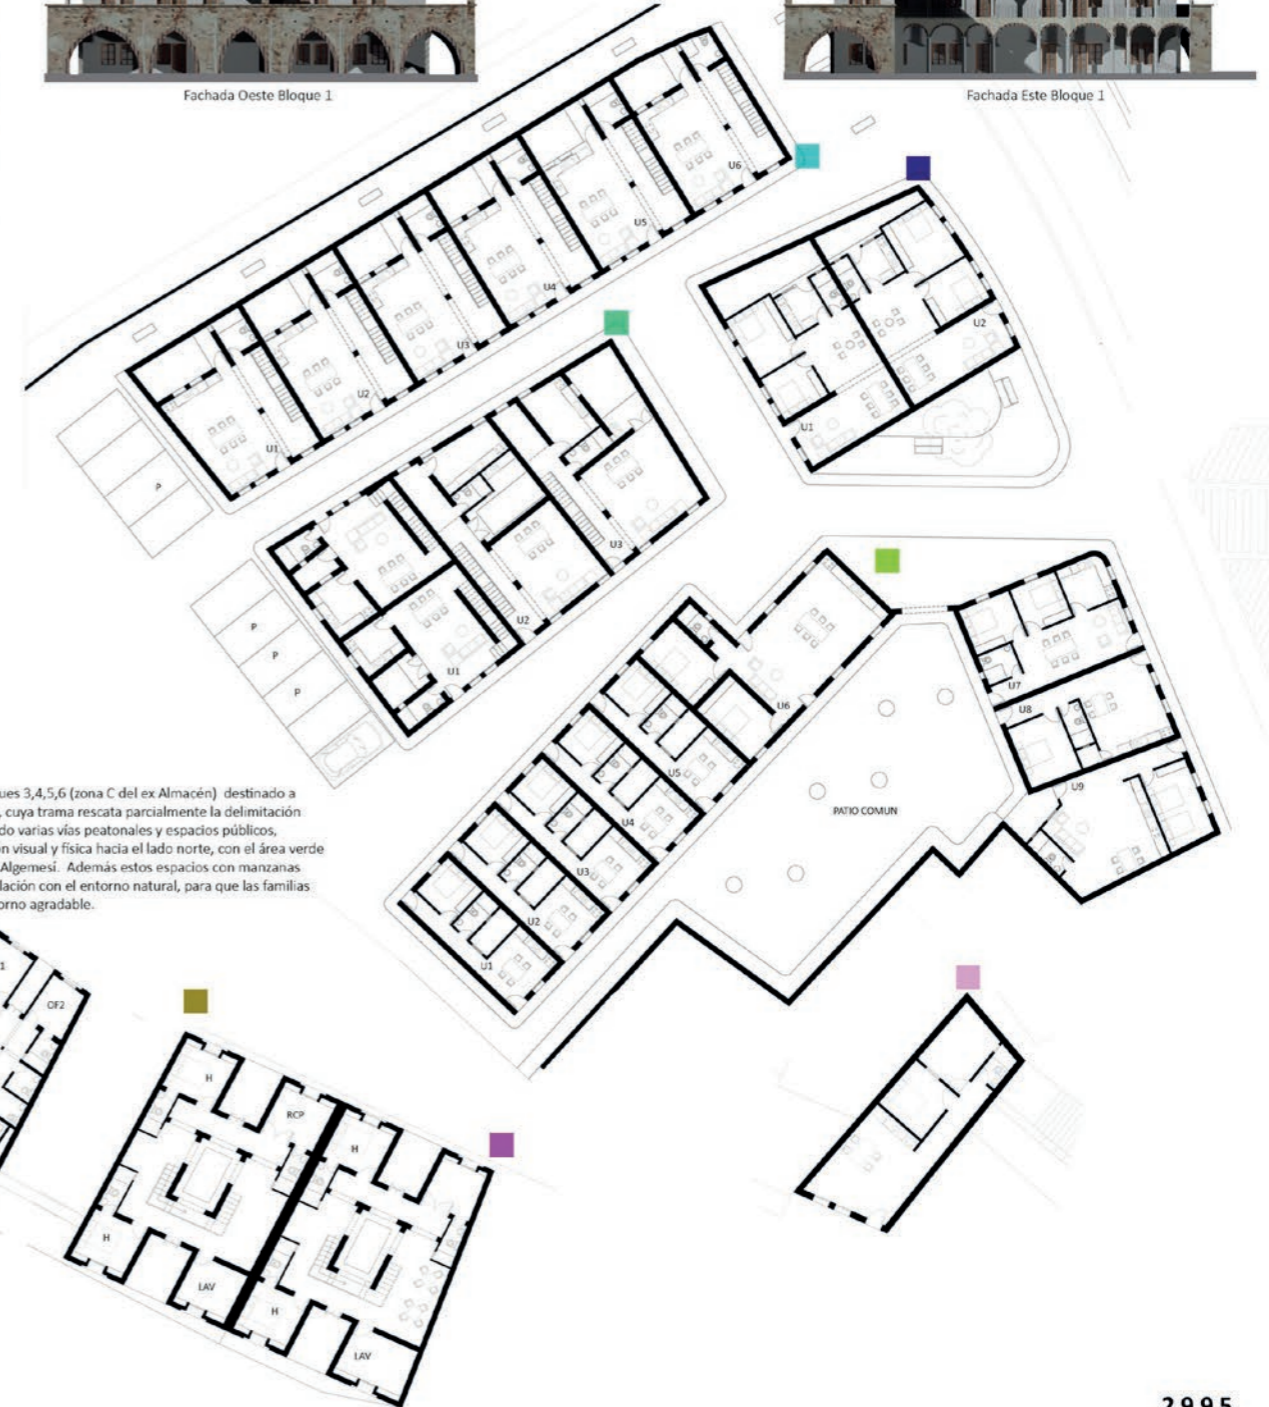 Fachada Oeste Bloque 1
Fachada Este Bloque 1
U6
U5
U4
U3
U2
U1
P
U2
U1
U3
U2
U1
P
P
P
U6
U5
U4
U3
U2
U1
U7
U8
U9
PATIO COMUN
ues 3,4,5,6 (zona C del ex Almacén) destinado a
, cuya trama rescata parcialmente la delimitación
do varias vías peatonales y espacios públicos,
n visual y física hacia el lado norte, con el área verde
Algemesí. Además estos espacios con manzanas
lación con el entorno natural, para que las familias
orno agradable.
1
OF2
H
RCP
H
H
LAV
H
LAV
2995